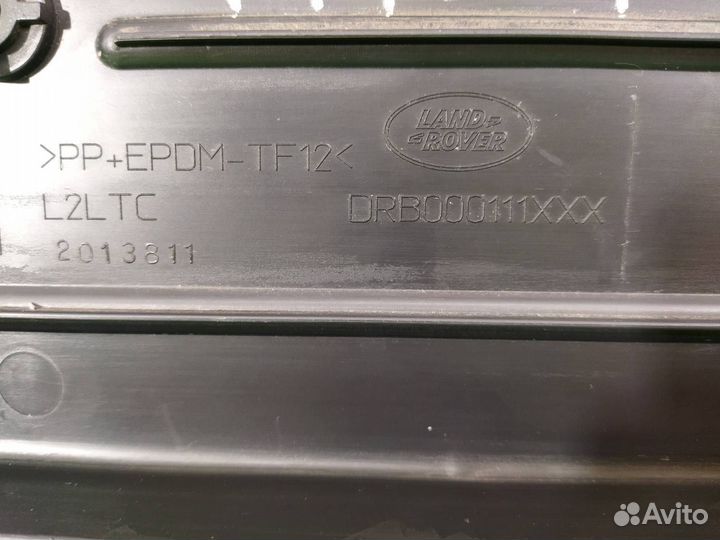 LAND
ROVER
>PP+EPDM-TF12<
L2LTC
DRB000111XXX
2013811
Avito